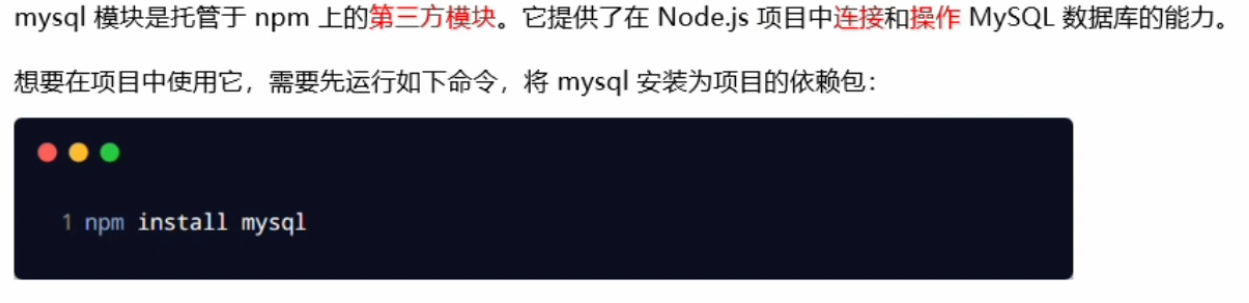 mysql 模块是托管于 npm 上的第三方模块。它提供了在 Node.js 项目中连接和操作 MySQL 数据库的能力。
想要在项目中使用它，需要先运行如下命令，将 mysql 安装为项目的依赖包：
1 npm install mysql